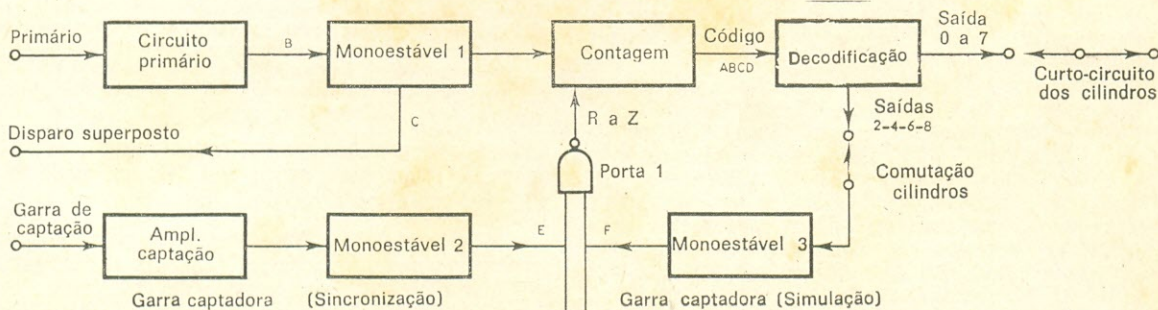 Primário
Circuito
primário
B
Monoestável 1
Contagem
Código
ABCD
Decodificação
Saída
0 a 7
Curto-circuito
dos cilindros
Disparo superposto
C
R a Z
Porta 1
Saídas
2-4-6-8
Comutação
cilindros
Garra de
captação
Ampl.
captação
Monoestável 2
E
F
Monoestável 3
Garra captadora (Sincronização)
Garra captadora (Simulação)